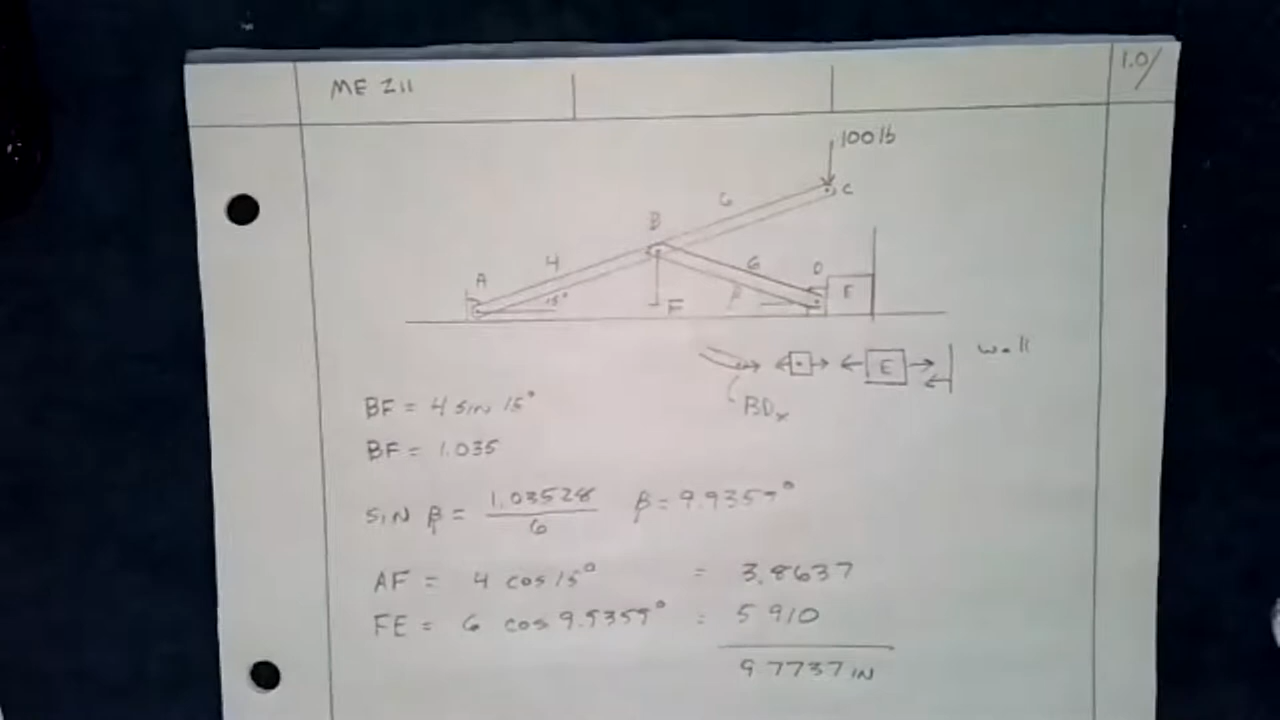 ME 211
1.0/
100 lb
C
6
B
4
6
D
A
15°
F
β
E
E
wall
BDx
BF = 4 sin 15°
BF = 1.035
SIN β = 1.03528 / 6 β = 9.9359°
AF = 4 cos 15° = 3.8637
FE = 6 cos 9.9359° = 5.910
9.7737 IN